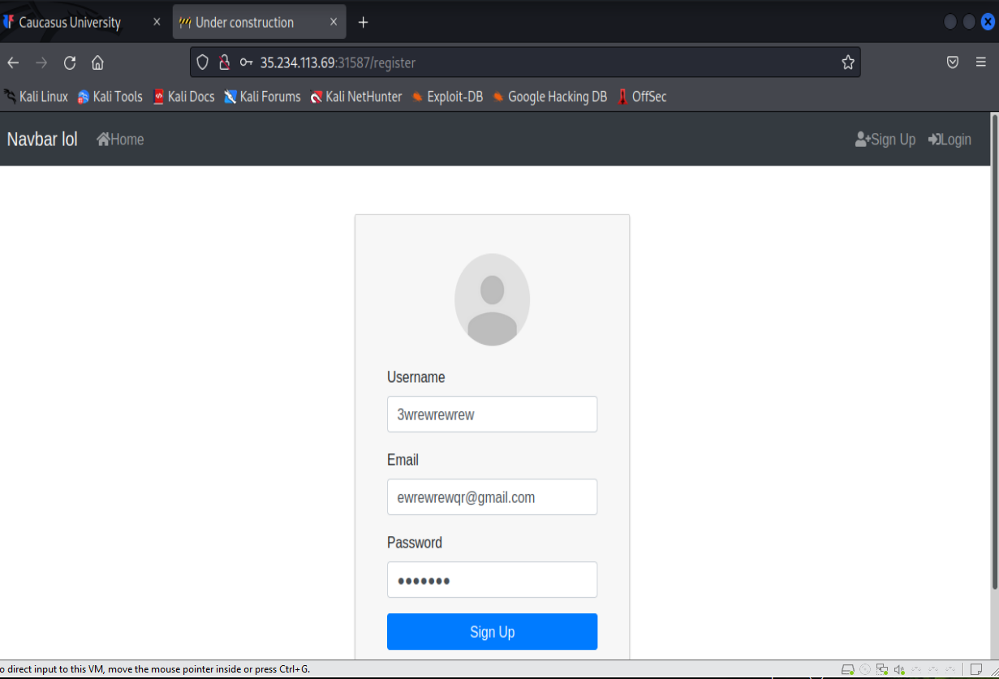 Caucasus University
Under construction
35.234.113.69:31587/register
Kali Linux Kali Tools Kali Docs Kali Forums Kali NetHunter Exploit-DB Google Hacking DB OffSec
Navbar lol Home Sign Up Login
Username
3wrewrewrew
Email
ewrewrewqr@gmail.com
Password
•••••••
Sign Up
o direct input to this VM, move the mouse pointer inside or press Ctrl+G.